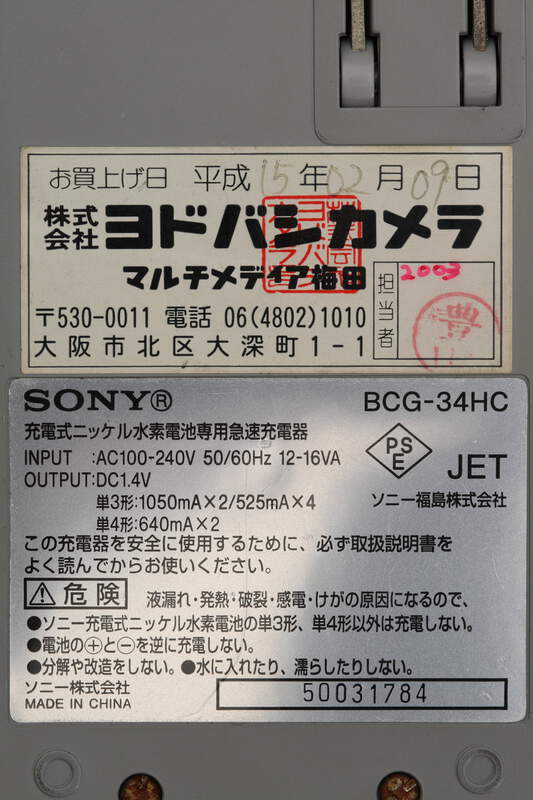 お買上げ日 平成15年02月09日
株式会社 ヨドバシカメラ
マルチメディア梅田
担当者
2003
〒530-0011 電話 06(4802)1010
大阪市北区大深町1-1
SONY® BCG-34HC
充電式ニッケル水素電池専用急速充電器
INPUT :AC100-240V 50/60Hz 12-16VA
OUTPUT:DC1.4V
単3形:1050mA×2/525mA×4
単4形:640mA×2
PSE JET
ソニー福島株式会社
この充電器を安全に使用するために、必ず取扱説明書を
よく読んでからお使いください。
⚠危険 液漏れ・発熱・破裂・感電・けがの原因になるので、
●ソニー充電式ニッケル水素電池の単3形、単4形以外は充電しない。
●電池の⊕と⊖を逆に充電しない。
●分解や改造をしない。●水に入れたり、濡らしたりしない。
ソニー株式会社
MADE IN CHINA
50031784